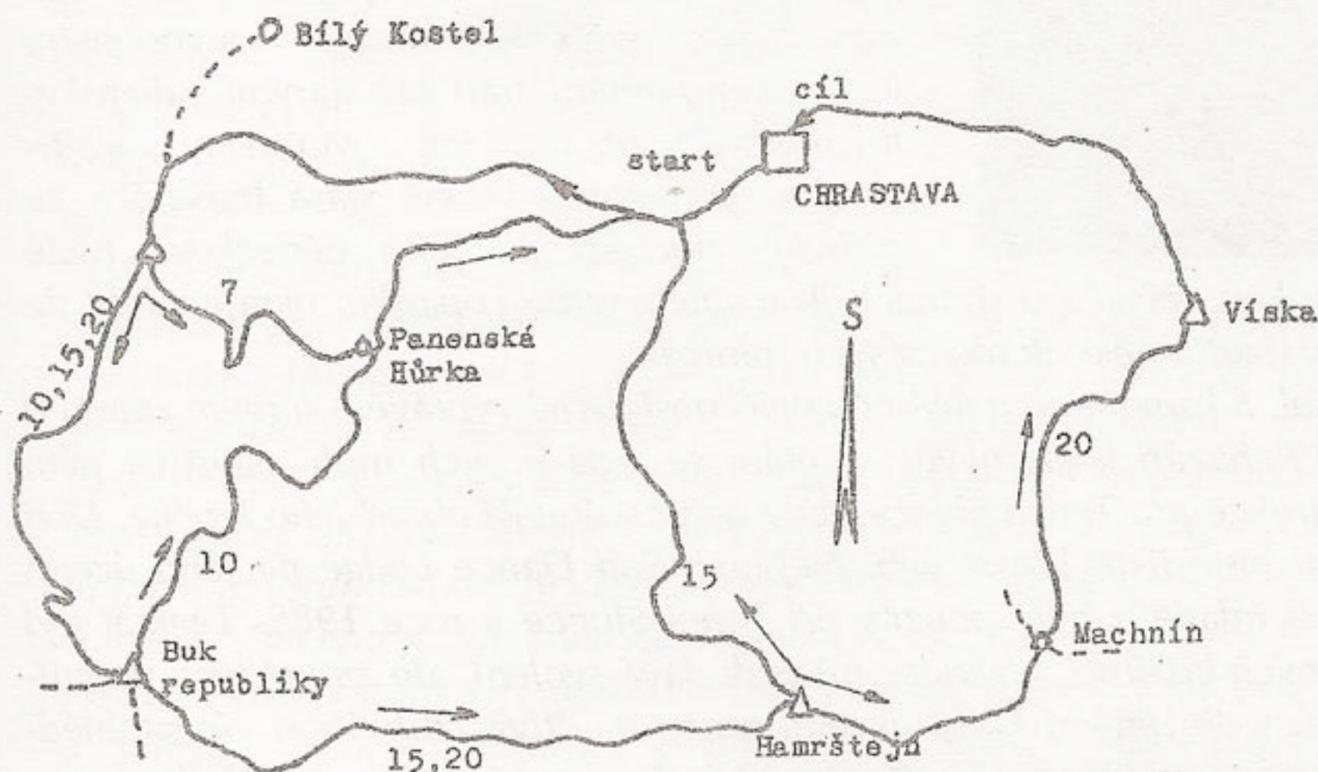 Bílý Kostel
cíl
start
CHRASTAVA
7
S
Víska
Panenská
Hůrka
10,15,20
20
10
15
Machnín
Buk
republiky
Hamrštejn
15,20